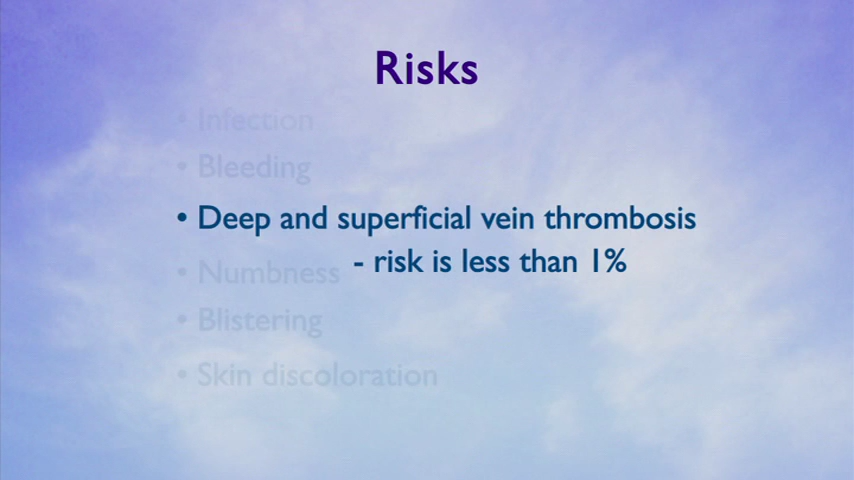 Risks
• Infection
• Bleeding
• Deep and superficial vein thrombosis
- risk is less than 1%
• Numbness
• Blistering
• Skin discoloration